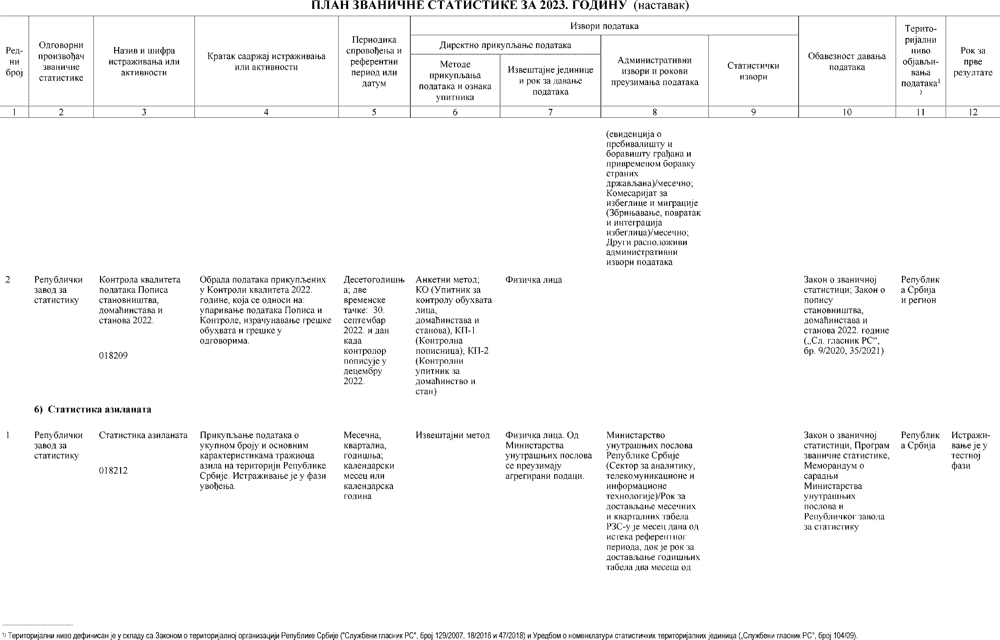 ПЛАН ЗВАНИЧНЕ СТАТИСТИКЕ ЗА 2023. ГОДИНУ (наставак)
Ред-
ни
број
Одговорни
произвођач
званичне
статистике
Назив и шифра
истраживања или
активности
Кратак садржај истраживања
или активности
Периодика
спровођења и
референтни
период или
датум
Извори података
Директно прикупљање података
Методе
прикупљања
података и ознака
упитника
Извештајне јединице
и рок за давање
података
Административни
извори и рокови
преузимања података
Статистички
извори
Обавезност давања
података
Терито-
ријални
ниво
објављи-
вања
података¹
)
Рок за
прве
резултате
1 2 3 4 5 6 7 8 9 10 11 12
(евиденција о
пребивалишту и
боравишту грађана и
привременом боравку
страних
држављана)/месечно;
Комесаријат за
избеглице и миграције
(Збрињавање, повратак
и интеграција
избеглица)/месечно;
Други расположиви
административни
извори података
2
Републички
завод за
статистику
Контрола квалитета
података Пописа
становништва,
домаћинстава и
станова 2022.
018209
Обрада података прикупљених
у Контроли квалитета 2022.
године, која се односи на:
упаривање података Пописа и
Контроле, израчунавање грешке
обухвата и грешке у
одговорима.
Десетогодишњ
а; две
временске
тачке: 30.
септембар
2022. и дан
када
контролор
пописује у
децембру
2022.
Анкетни метод;
КО (Упитник за
контролу обухвата
лица,
домаћинстава и
станова), КП-1
(Контролна
пописница); КП-2
(Контролни
упитник за
домаћинство и
стан)
Физичка лица
Закон о званичној
статистици; Закон о
попису
становништва,
домаћинстава и
станова 2022. године
(„Сл. гласник РС“,
бр. 9/2020, 35/2021)
Републик
а Србија
и регион
6) Статистика азиланата
1
Републички
завод за
статистику
Статистика азиланата
018212
Прикупљање података о
укупном броју и основним
карактеристикама тражиоца
азила на територији Републике
Србије. Истраживање је у фази
увођења.
Месечна,
квартална,
годишња;
календарски
месец или
календарска
година
Извештајни метод
Физичка лица. Од
Министарства
унутрашњих послова
се преузимају
агрегирани подаци.
Министарство
унутрашњих послова
Републике Србије
(Сектор за аналитику,
телекомуникационе и
информационе
технологије)/Рок за
достављање месечних
и кварталних табела
РЗС-у је месец дана од
истека референтног
периода, док је рок за
достављање годишњих
табела два месеца од
Закон о званичној
статистици, Програм
званичне статистике,
Меморандум о
сарадњи
Министарства
унутрашњих
послова и
Републичког завода
за статистику
Републик
а Србија
Истражи-
вање је у
тестној
фази
¹⁾ Територијални ниво дефинисан је у складу са Законом о територијалној организацији Републике Србије ("Службени гласник РС", број 129/2007, 18/2016 и 47/2018) и Уредбом о номенклатури статистичких територијалних јединица („Службени гласник РС", број 104/09).